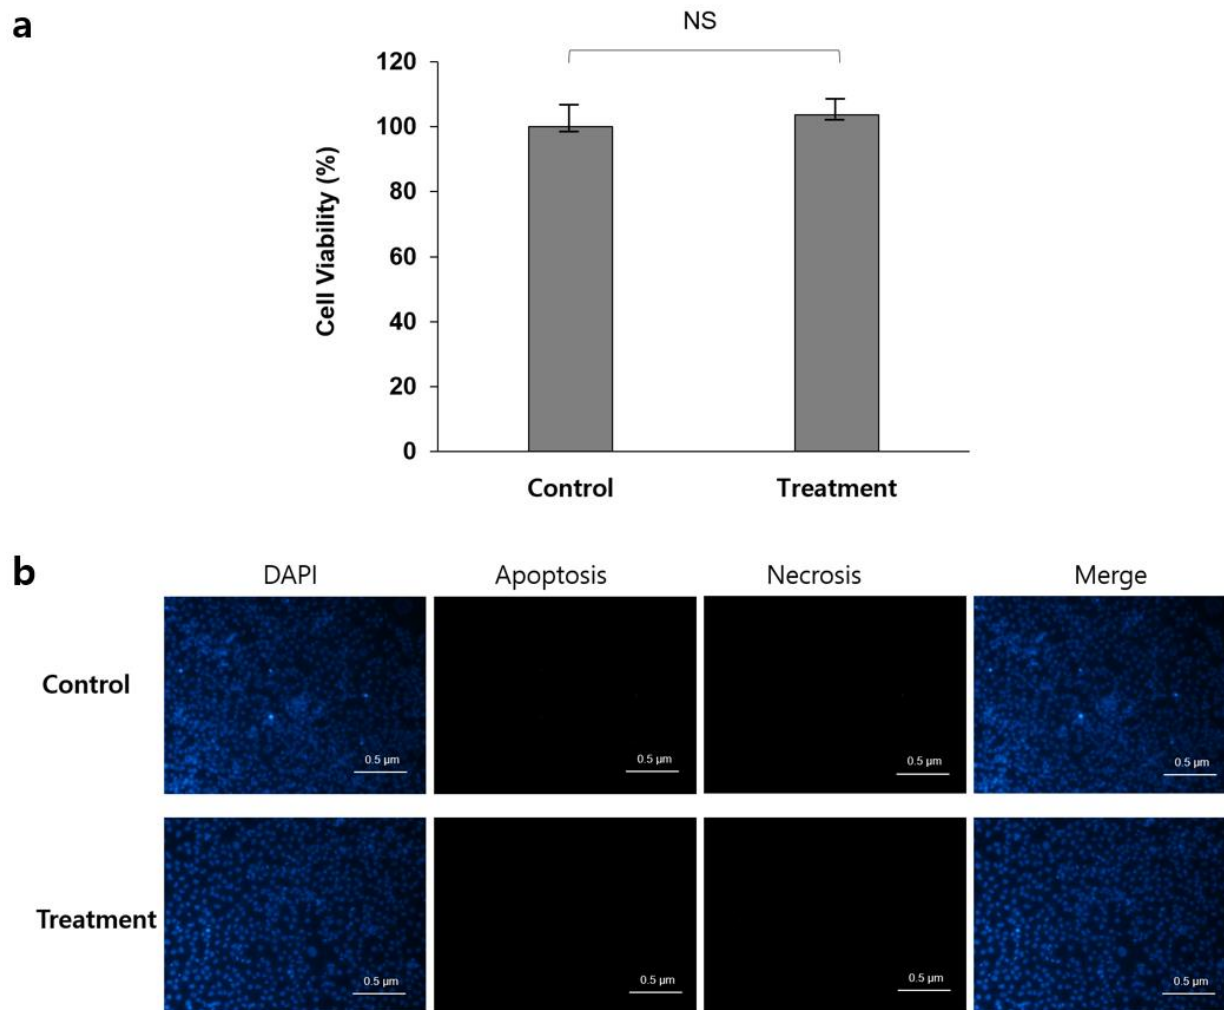 a
NS
120
100
80
60
40
20
0
Cell Viability (%)
Control Treatment
b
DAPI Apoptosis Necrosis Merge
Control
0.5 µm 0.5 µm 0.5 µm 0.5 µm
Treatment
0.5 µm 0.5 µm 0.5 µm 0.5 µm